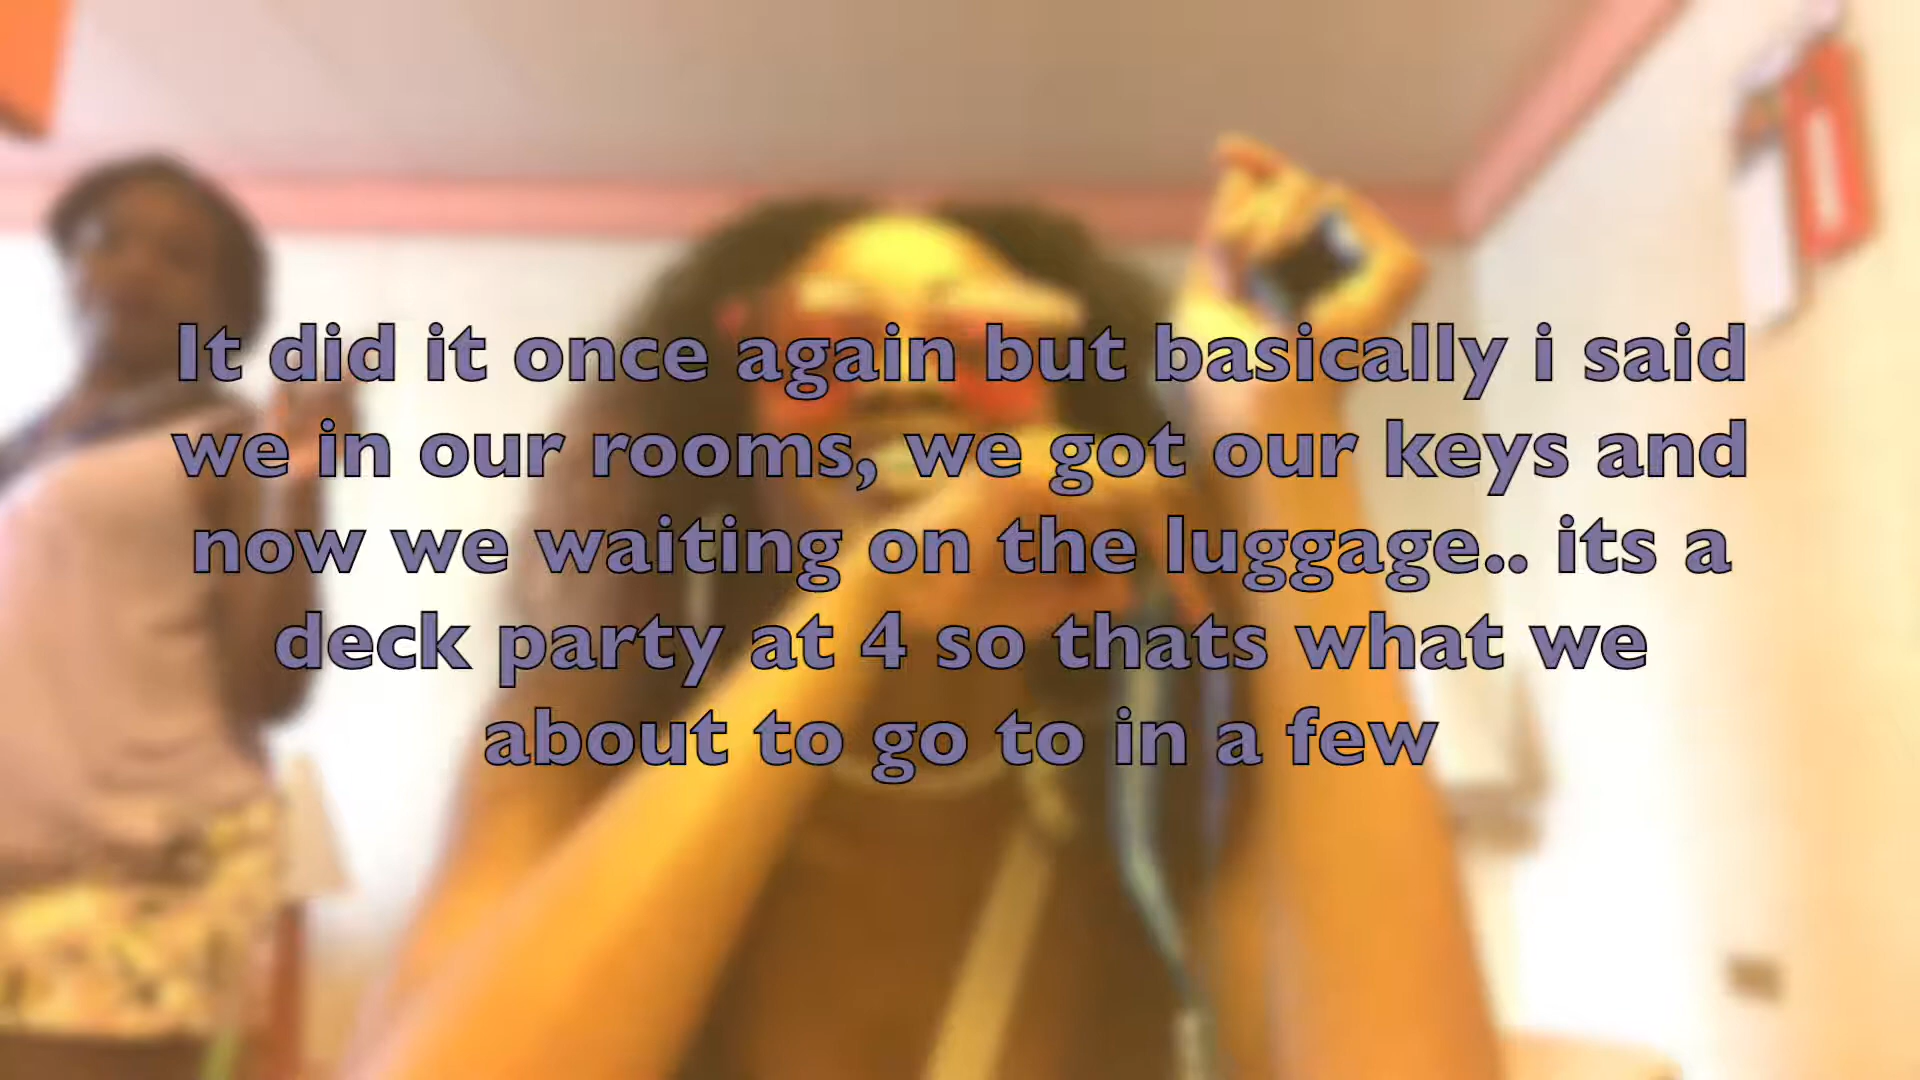 It did it once again but basically i said
we in our rooms, we got our keys and
now we waiting on the luggage.. its a
deck party at 4 so thats what we
about to go to in a few